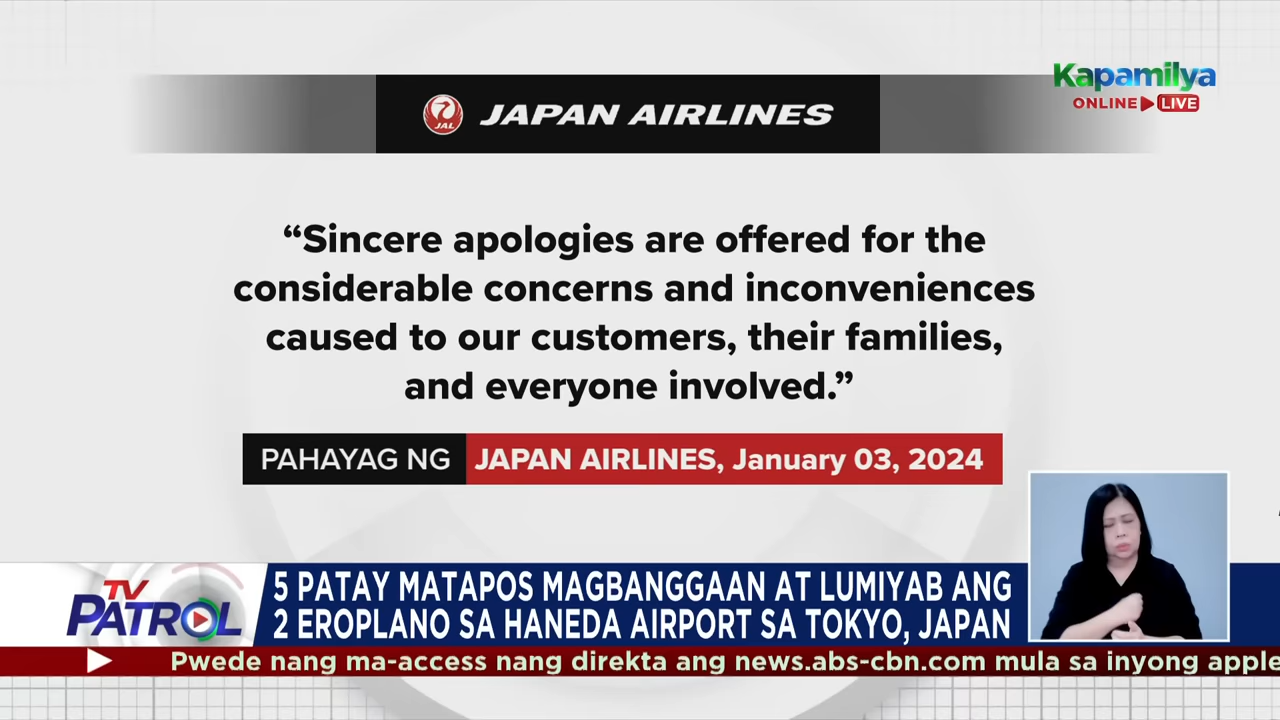 Kapamilya
ONLINE LIVE
JAL JAPAN AIRLINES
“Sincere apologies are offered for the
considerable concerns and inconveniences
caused to our customers, their families,
and everyone involved.”
PAHAYAG NG JAPAN AIRLINES, January 03, 2024
TV PATROL
5 PATAY MATAPOS MAGBANGGAAN AT LUMIYAB ANG
2 EROPLANO SA HANEDA AIRPORT SA TOKYO, JAPAN
Pwede nang ma-access nang direkta ang news.abs-cbn.com mula sa inyong apple